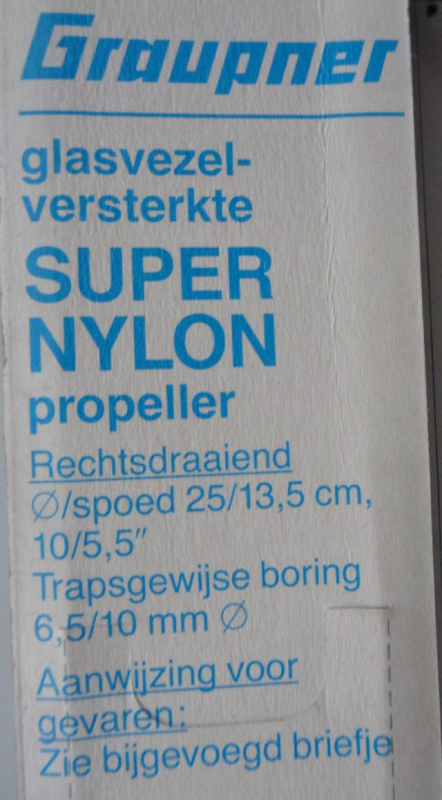 Graupner
glasvezel-
versterkte
SUPER
NYLON
propeller
Rechtsdraaiend
Ø/spoed 25/13,5 cm,
10/5,5″
Trapsgewijse boring
6,5/10 mm Ø
Aanwijzing voor
gevaren:
Zie bijgevoegd briefje